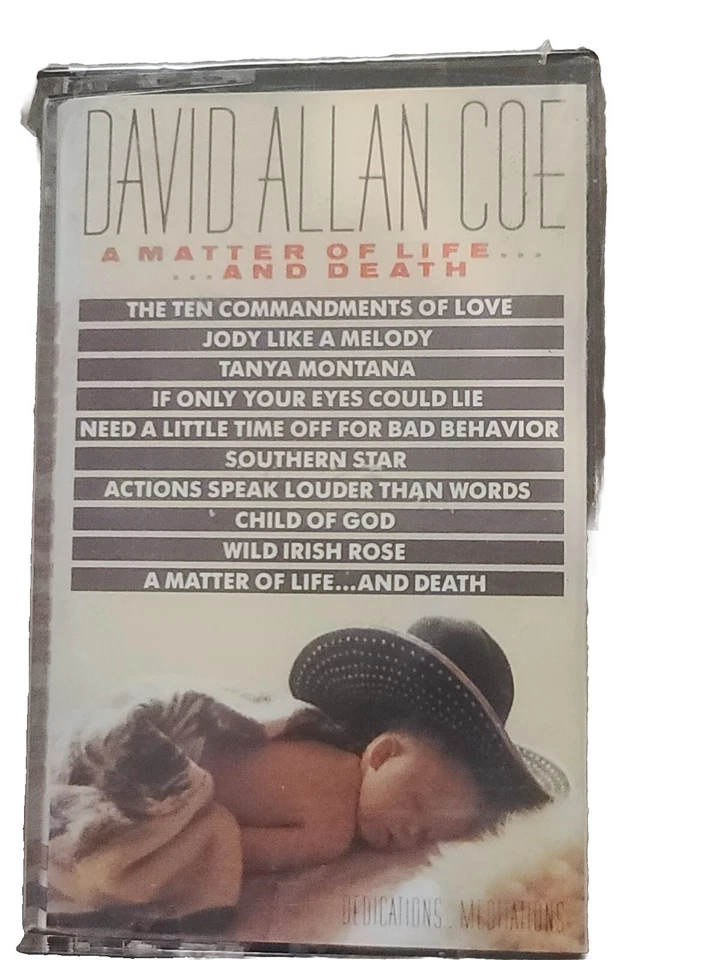 DAVID ALLAN COE
A MATTER OF LIFE...
...AND DEATH
THE TEN COMMANDMENTS OF LOVE
JODY LIKE A MELODY
TANYA MONTANA
IF ONLY YOUR EYES COULD LIE
NEED A LITTLE TIME OFF FOR BAD BEHAVIOR
SOUTHERN STAR
ACTIONS SPEAK LOUDER THAN WORDS
CHILD OF GOD
WILD IRISH ROSE
A MATTER OF LIFE...AND DEATH
DEDICATIONS... MEDITATIONS...